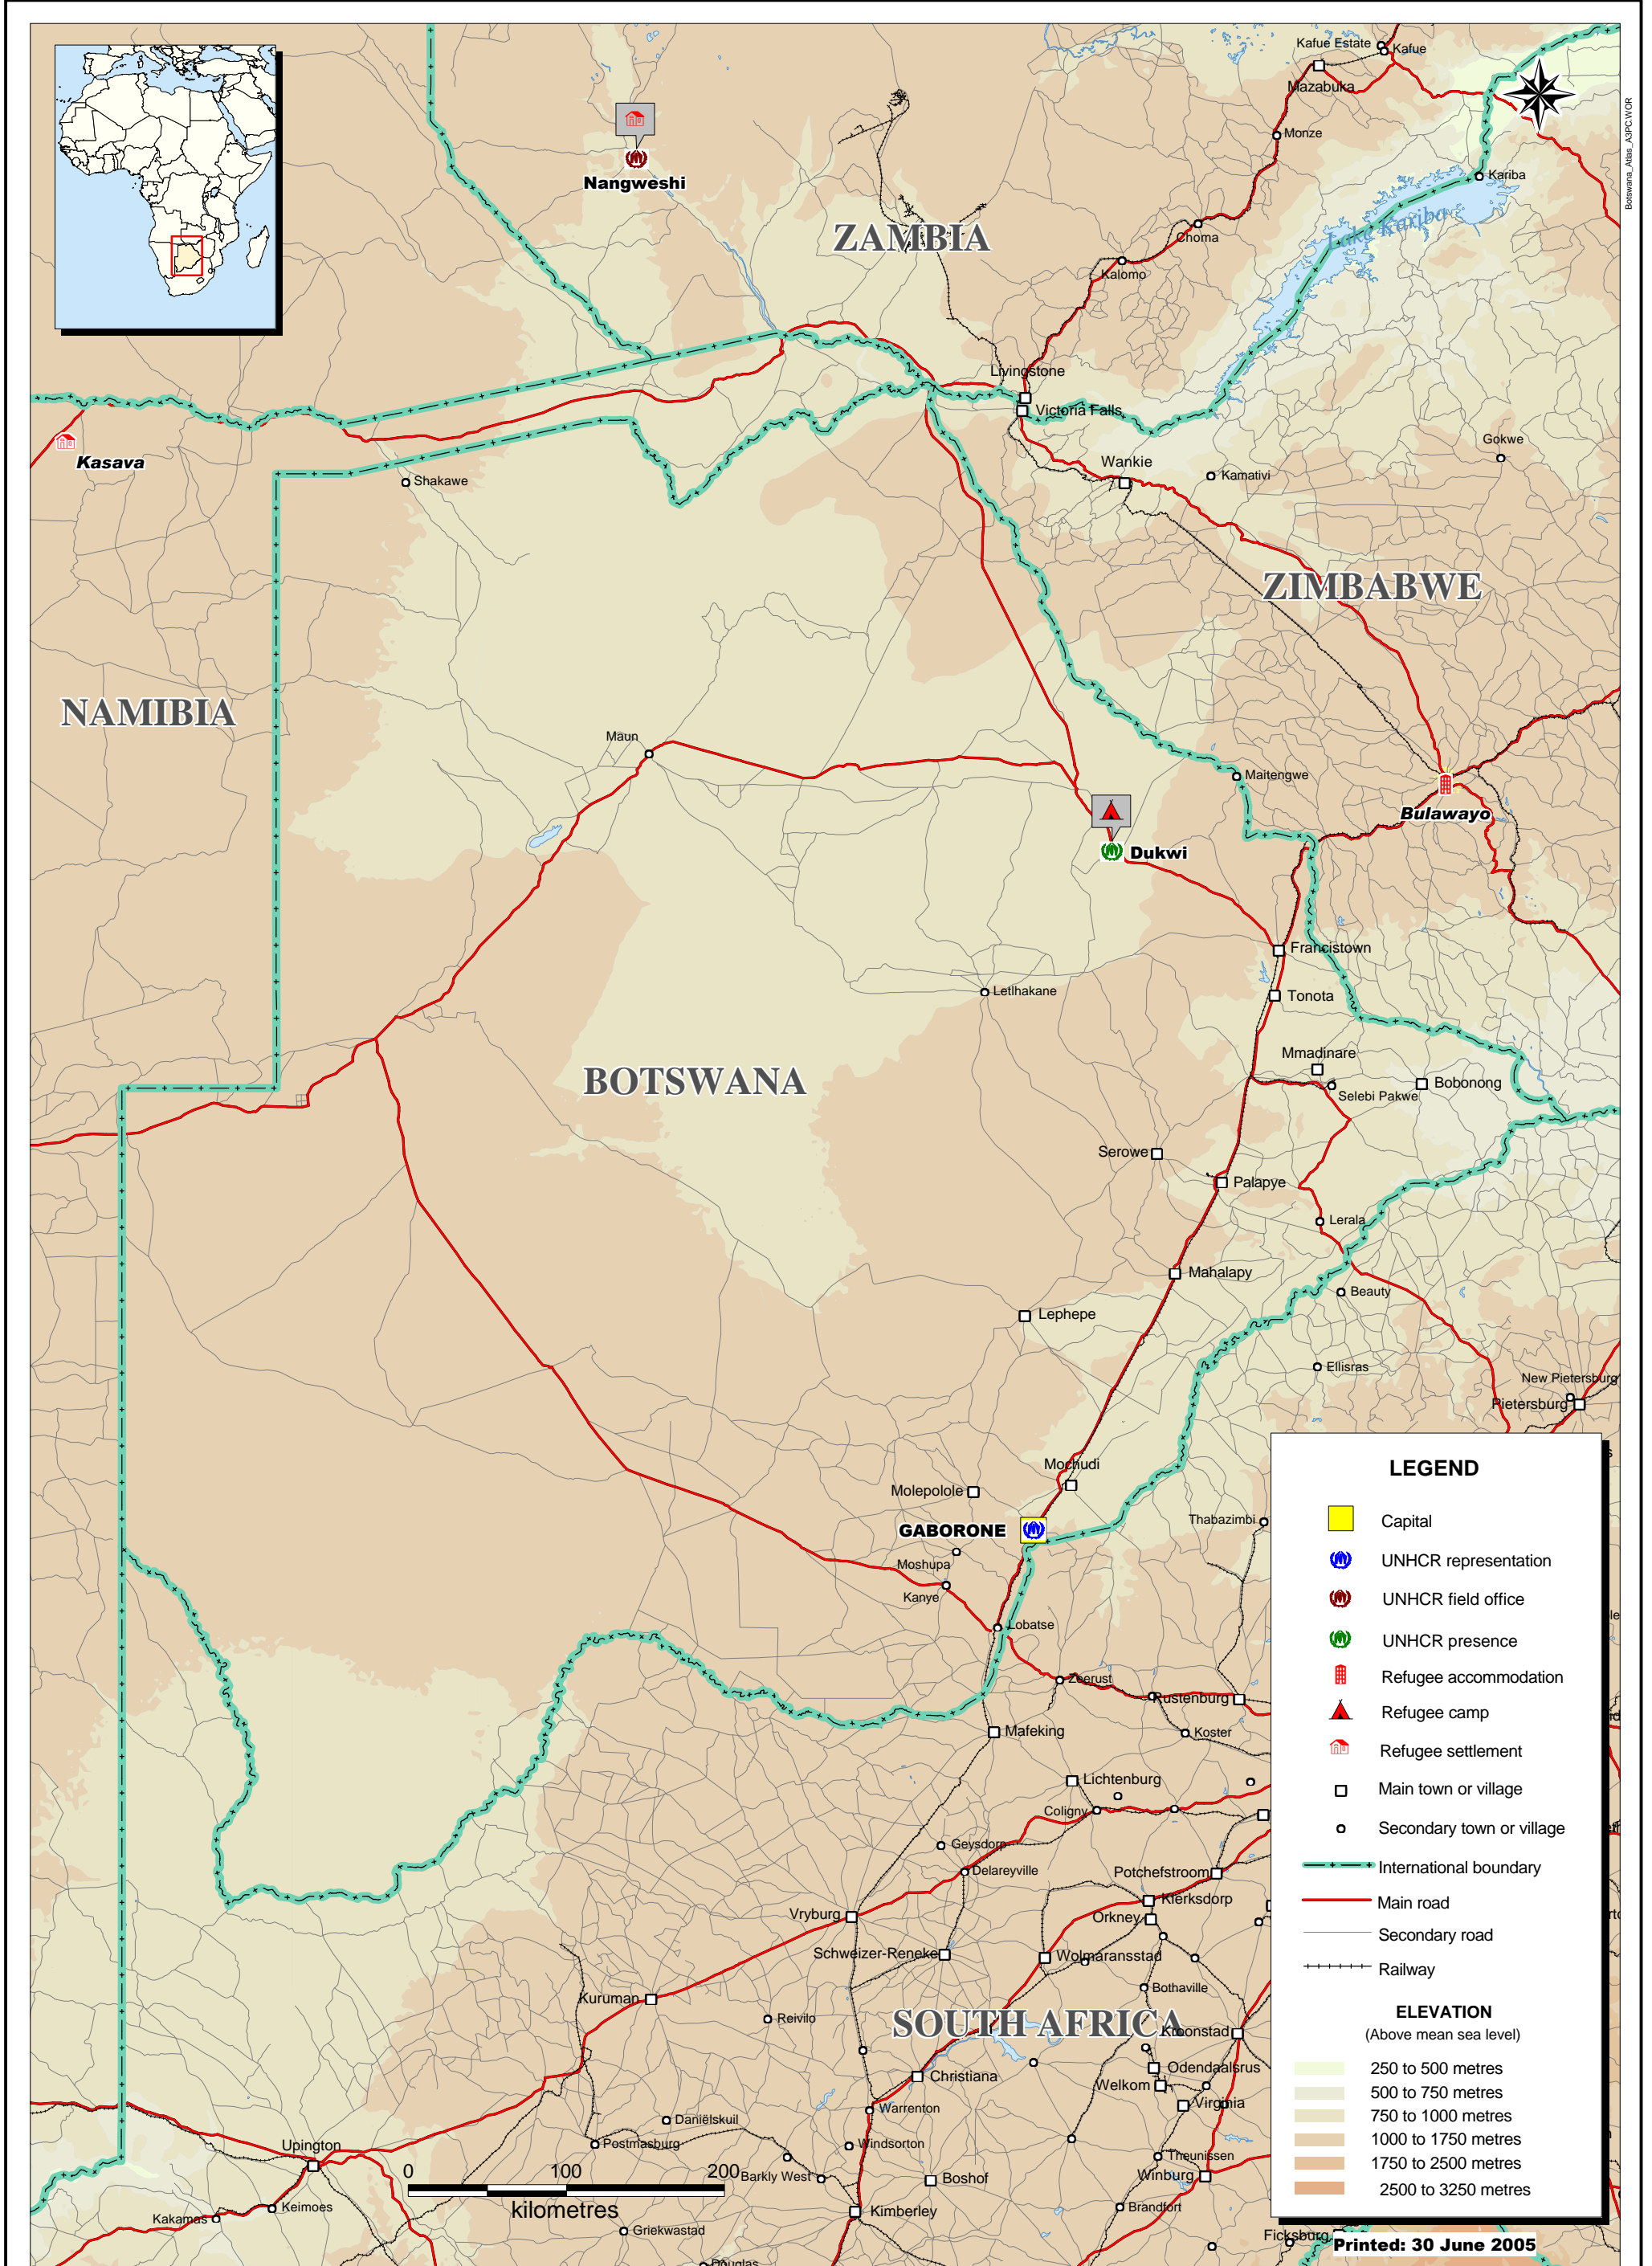 Kafue Estate
Kafue
Mazabuka
Botswana_Atlas_A3PC.WOR
Monze
Nangweshi
Kariba
ZAMBIA
Lake Kariba
Choma
Kalomo
Livingstone
Victoria Falls
Gokwe
Kasava
Wankie
Kamativi
Shakawe
ZIMBABWE
NAMIBIA
Maun
Maitengwe
Bulawayo
Dukwi
Francistown
Letlhakane
Tonota
Mmadinare
BOTSWANA
Bobonong
Selebi Pakwe
Serowe
Palapye
Lerala
Mahalapy
Beauty
Lephepe
Ellisras
New Pietersburg
Pietersburg
Mochudi
Molepolole
GABORONE
Thabazimbi
Moshupa
Kanye
Lobatse
Zeerust
Rustenburg
Mafeking
Koster
Lichtenburg
Coligny
Geysdorp
Delareyville
Potchefstroom
Klerksdorp
Vryburg
Orkney
Schweizer-Reneke
Wolmaransstad
Bothaville
Kuruman
Reivilo
SOUTH AFRICA
Kroonstad
Odendaalsrus
Christiana
Welkom
Virginia
Warrenton
Daniëlskuil
Postmasburg
Windsorton
Theunissen
Upington
Barkly West
Boshof
Winburg
Keimoes
Kakamas
Kimberley
Brandfort
Griekwastad
Ficksburg
Douglas
0 100 200
kilometres
LEGEND
Capital
UNHCR representation
UNHCR field office
UNHCR presence
Refugee accommodation
Refugee camp
Refugee settlement
Main town or village
Secondary town or village
International boundary
Main road
Secondary road
Railway
ELEVATION
(Above mean sea level)
250 to 500 metres
500 to 750 metres
750 to 1000 metres
1000 to 1750 metres
1750 to 2500 metres
2500 to 3250 metres
Printed: 30 June 2005